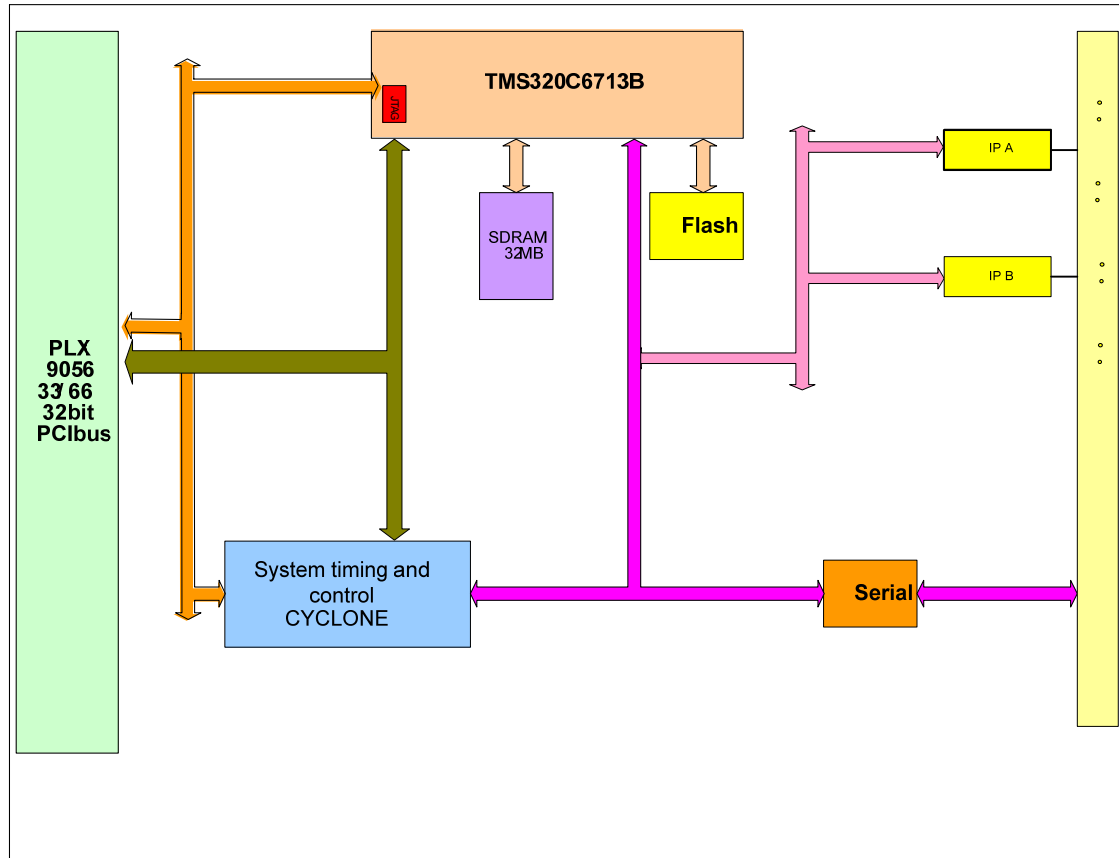 TMS320C6713B
JTAG
SDRAM
32MB
Flash
IP A
IP B
PLX
9056
33/ 66
32bit
PCIbus
System timing and
control
CYCLONE
Serial